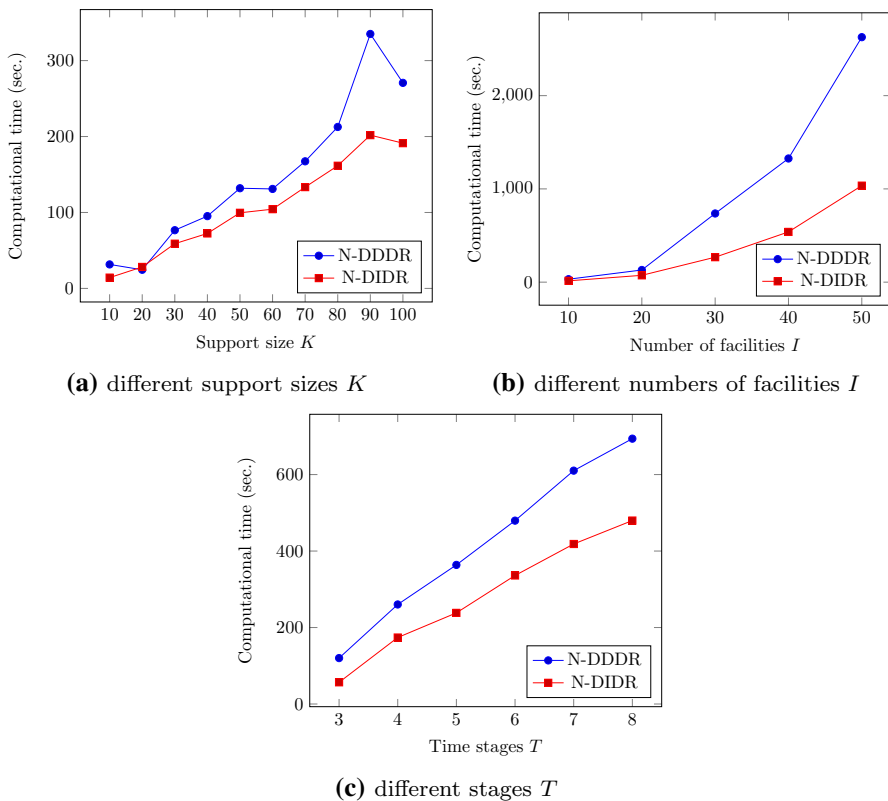 Computational time (sec.)
300
200
100
0
N-DDDR
N-DIDR
10 20 30 40 50 60 70 80 90 100
Support size K
(a) different support sizes K
Computational time (sec.)
2,000
1,000
0
N-DDDR
N-DIDR
10 20 30 40 50
Number of facilities I
(b) different numbers of facilities I
Computational time (sec.)
600
400
200
0
N-DDDR
N-DIDR
3 4 5 6 7 8
Time stages T
(c) different stages T